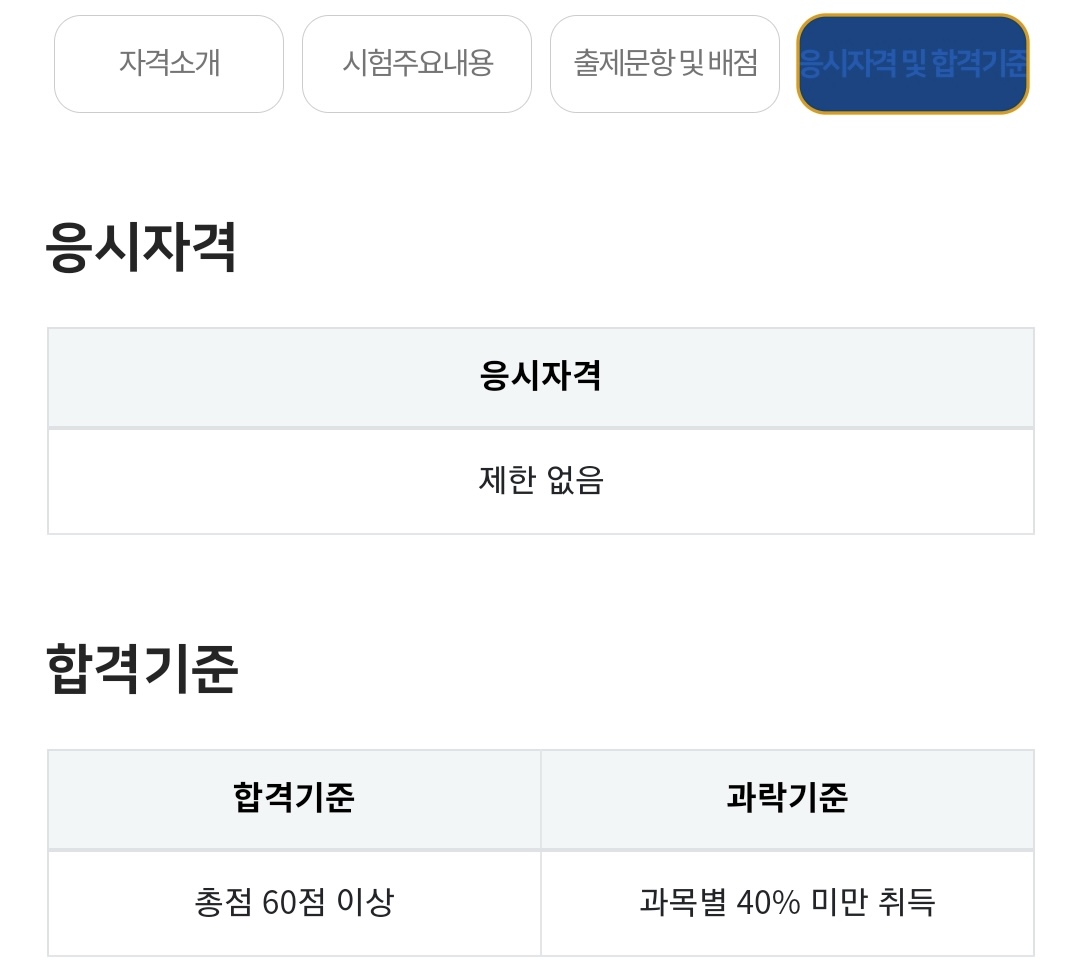 자격소개
시험주요내용
출제문항 및 배점
응시자격 및 합격기준
응시자격
응시자격
제한 없음
합격기준
합격기준 과락기준
총점 60점 이상 과목별 40% 미만 취득